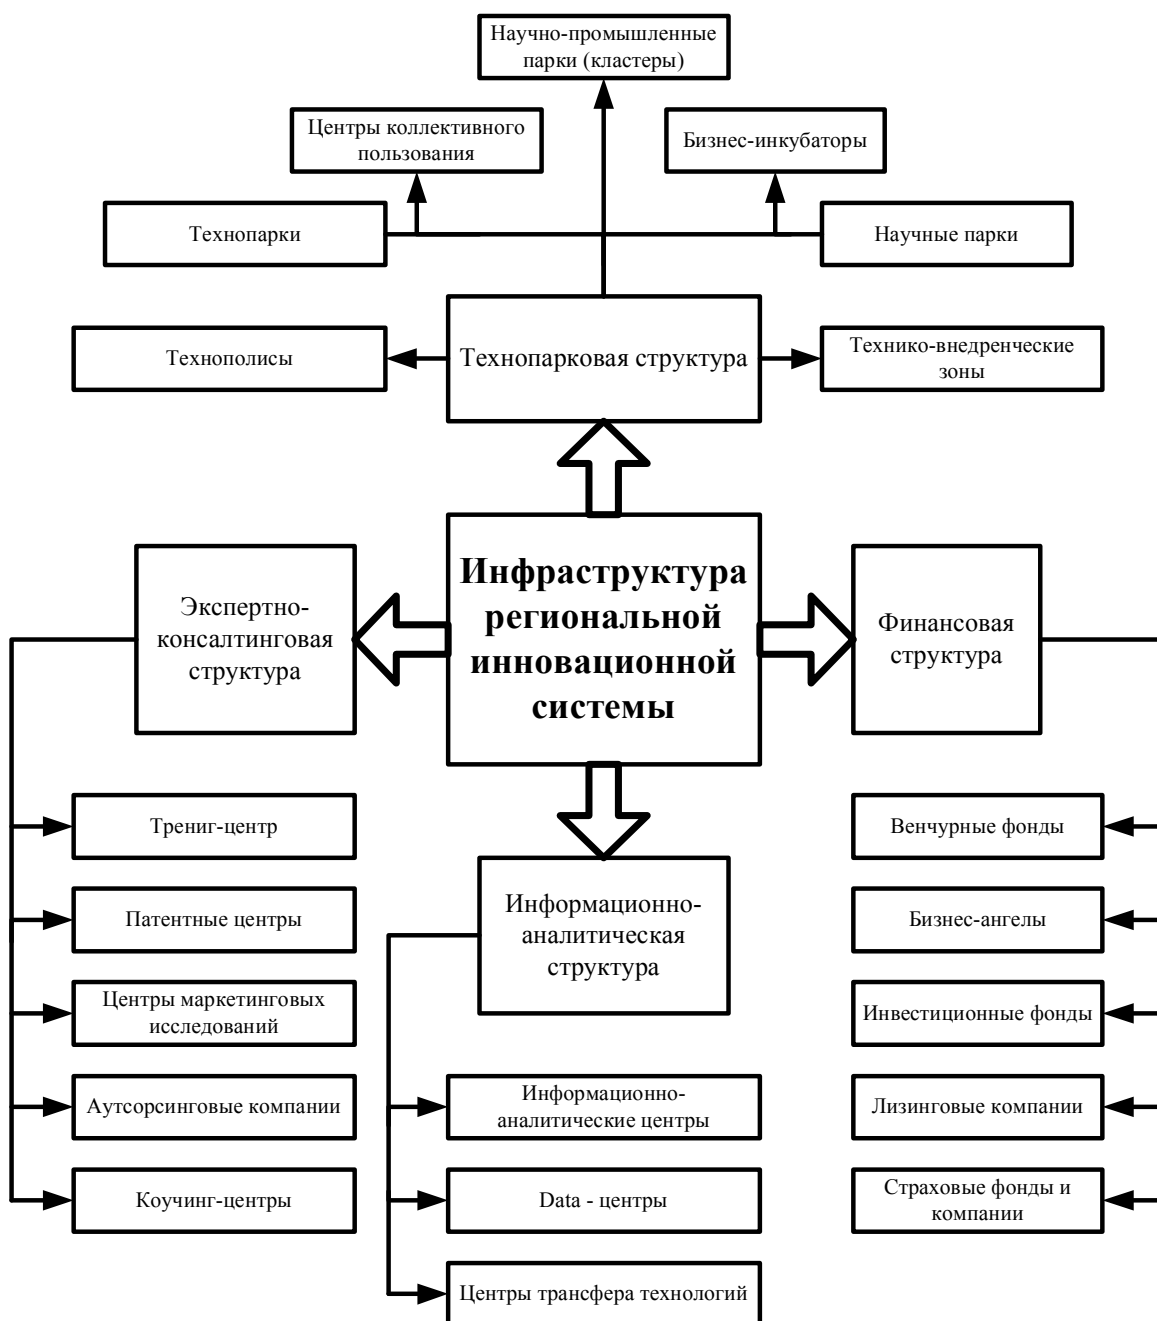 Научно-промышленные
парки (кластеры)
Центры коллективного
пользования
Бизнес-инкубаторы
Технопарки
Научные парки
Технополисы
Технопарковая структура
Технико-внедренческие
зоны
Экспертно-
консалтинговая
структура
Инфраструктура
региональной
инновационной
системы
Финансовая
структура
Трениг-центр
Патентные центры
Центры маркетинговых
исследований
Аутсорсинговые компании
Коучинг-центры
Информационно-
аналитическая
структура
Информационно-
аналитические центры
Data - центры
Центры трансфера технологий
Венчурные фонды
Бизнес-ангелы
Инвестиционные фонды
Лизинговые компании
Страховые фонды и
компании